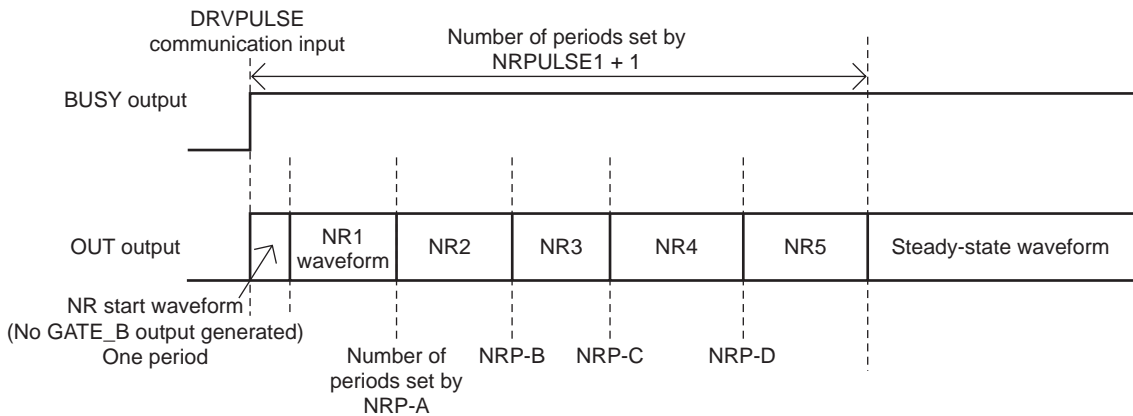 DRVPULSE
communication input
Number of periods set by
NRPULSE1 + 1
BUSY output
OUT output
NR1
waveform
NR2
NR3
NR4
NR5
Steady-state waveform
NR start waveform
(No GATE_B output generated)
One period
Number of
periods set by
NRP-A
NRP-B
NRP-C
NRP-D